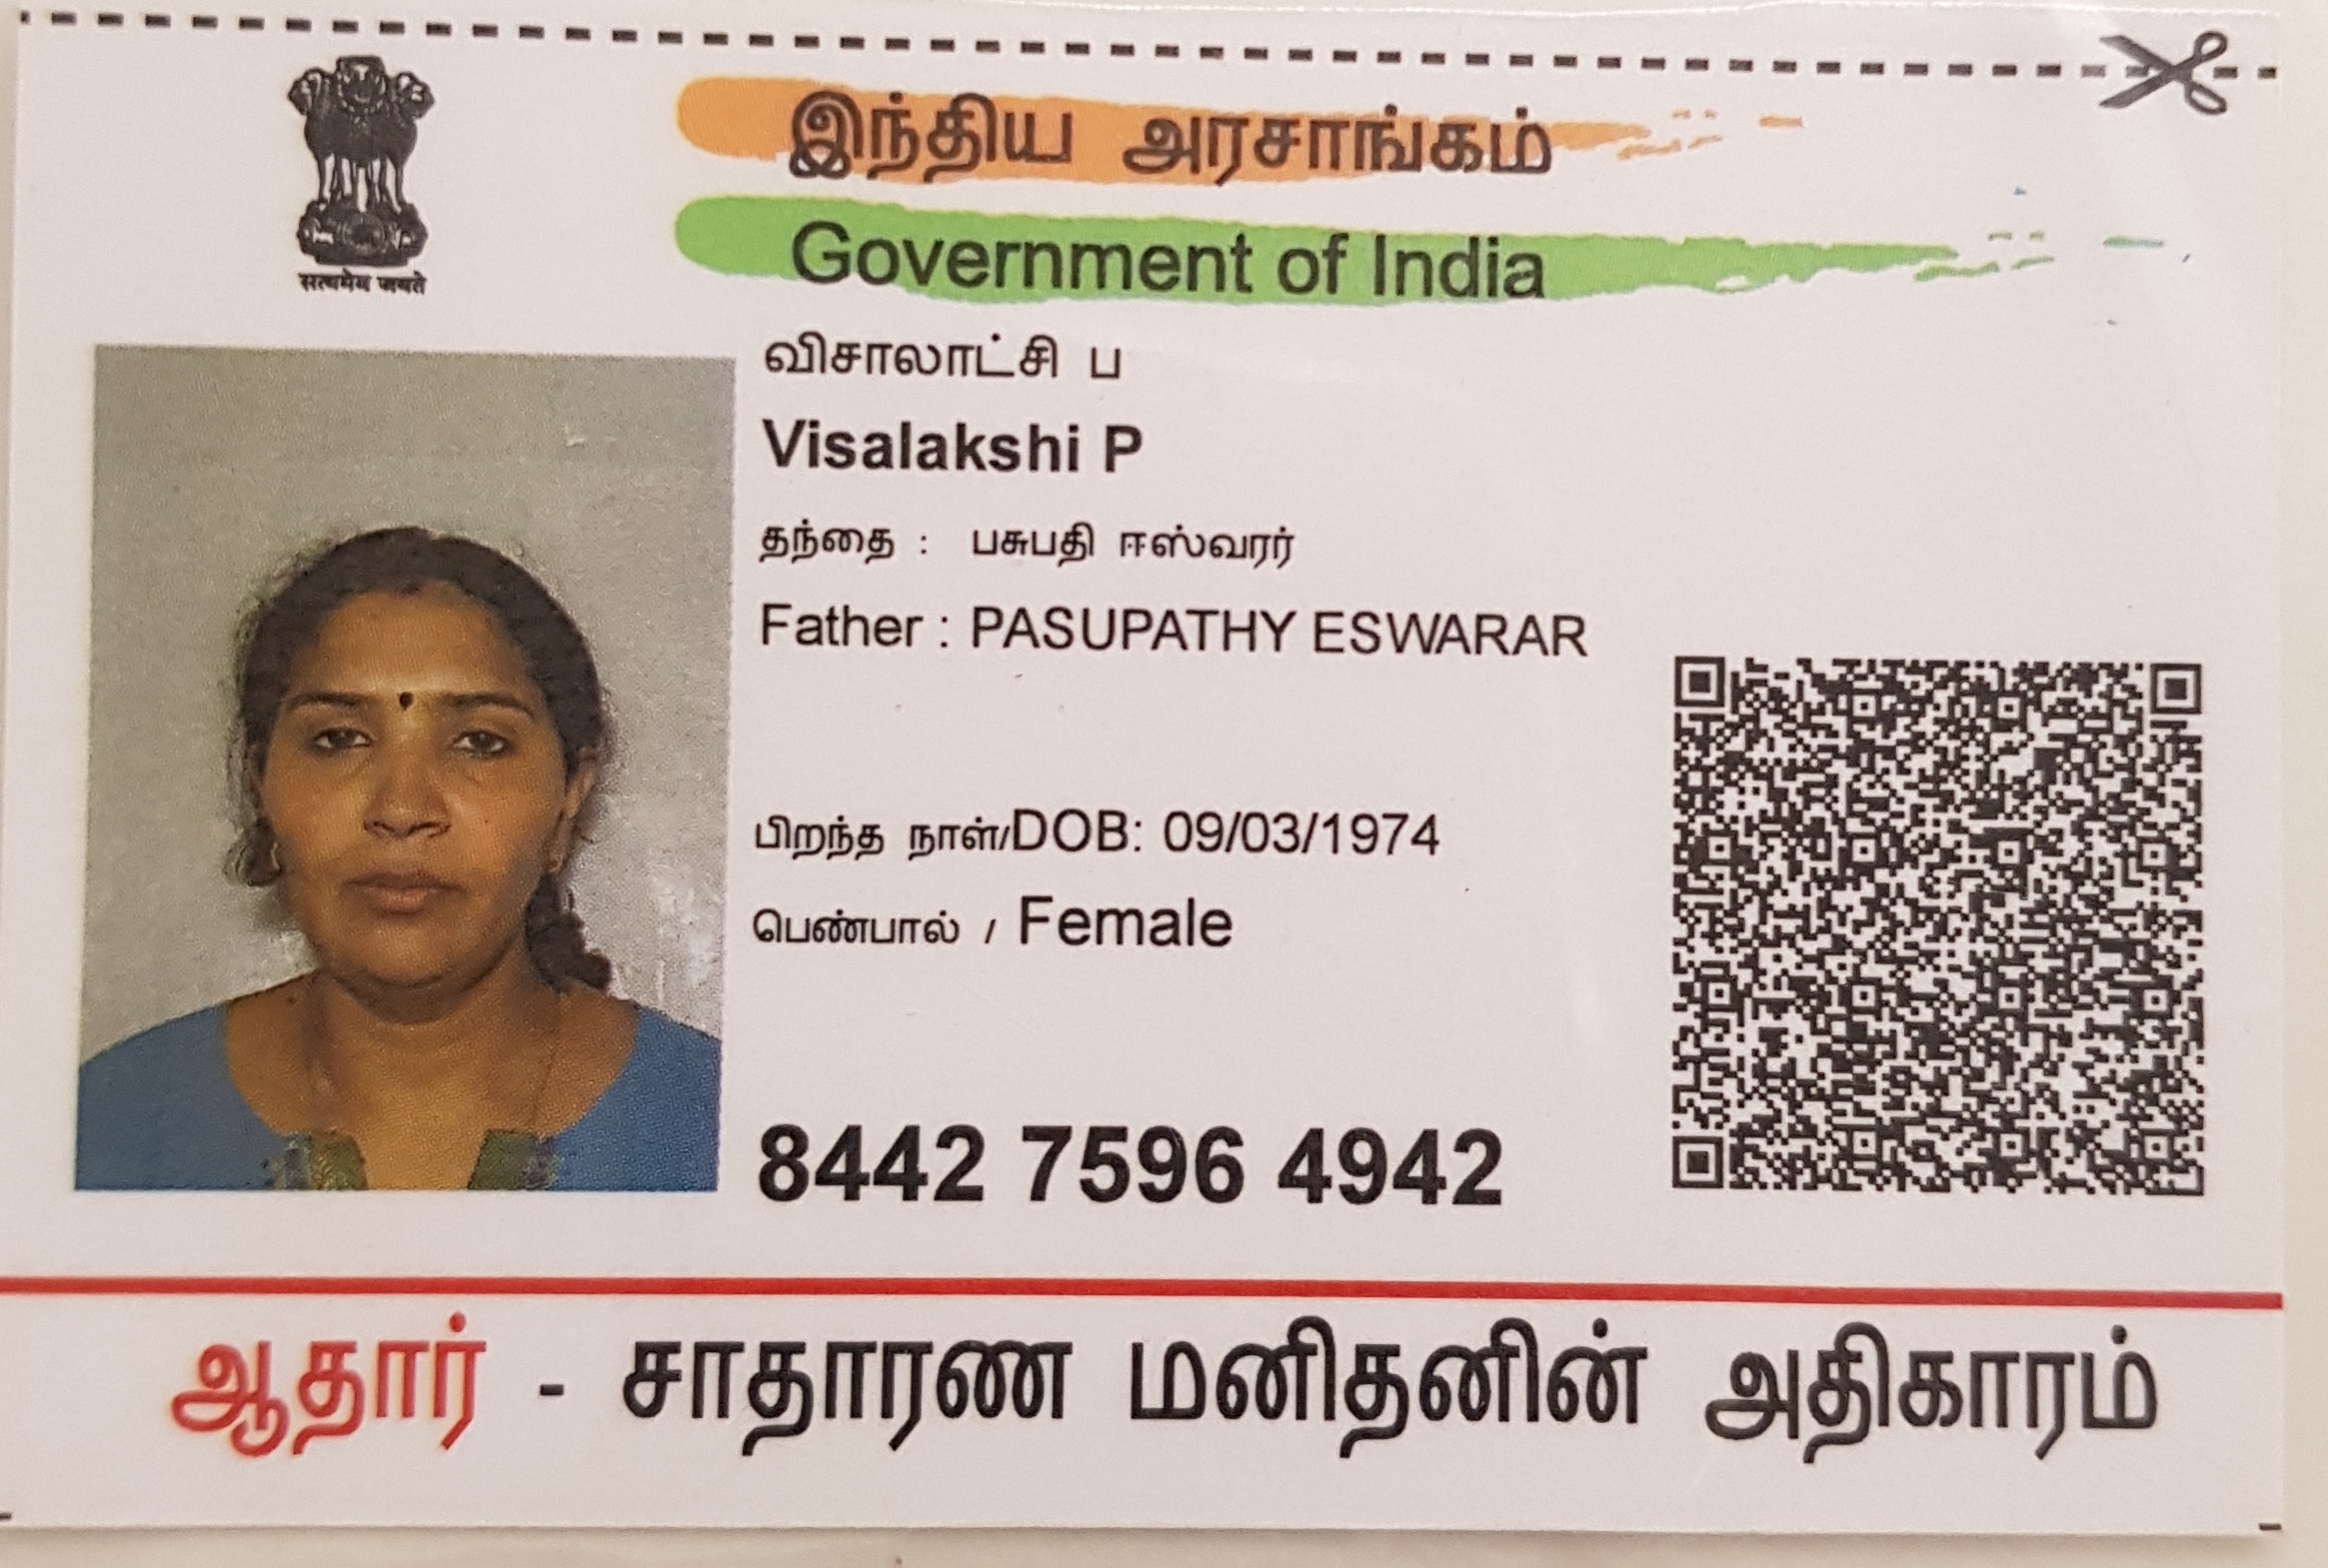 இந்திய அரசாங்கம்
Government of India
सत्यमेव जयते
விசாலாட்சி ப
Visalakshi P
தந்தை : பசுபதி ஈஸ்வரர்
Father : PASUPATHY ESWARAR
பிறந்த நாள்/DOB: 09/03/1974
பெண்பால் / Female
8442 7596 4942
ஆதார் - சாதாரண மனிதனின் அதிகாரம்